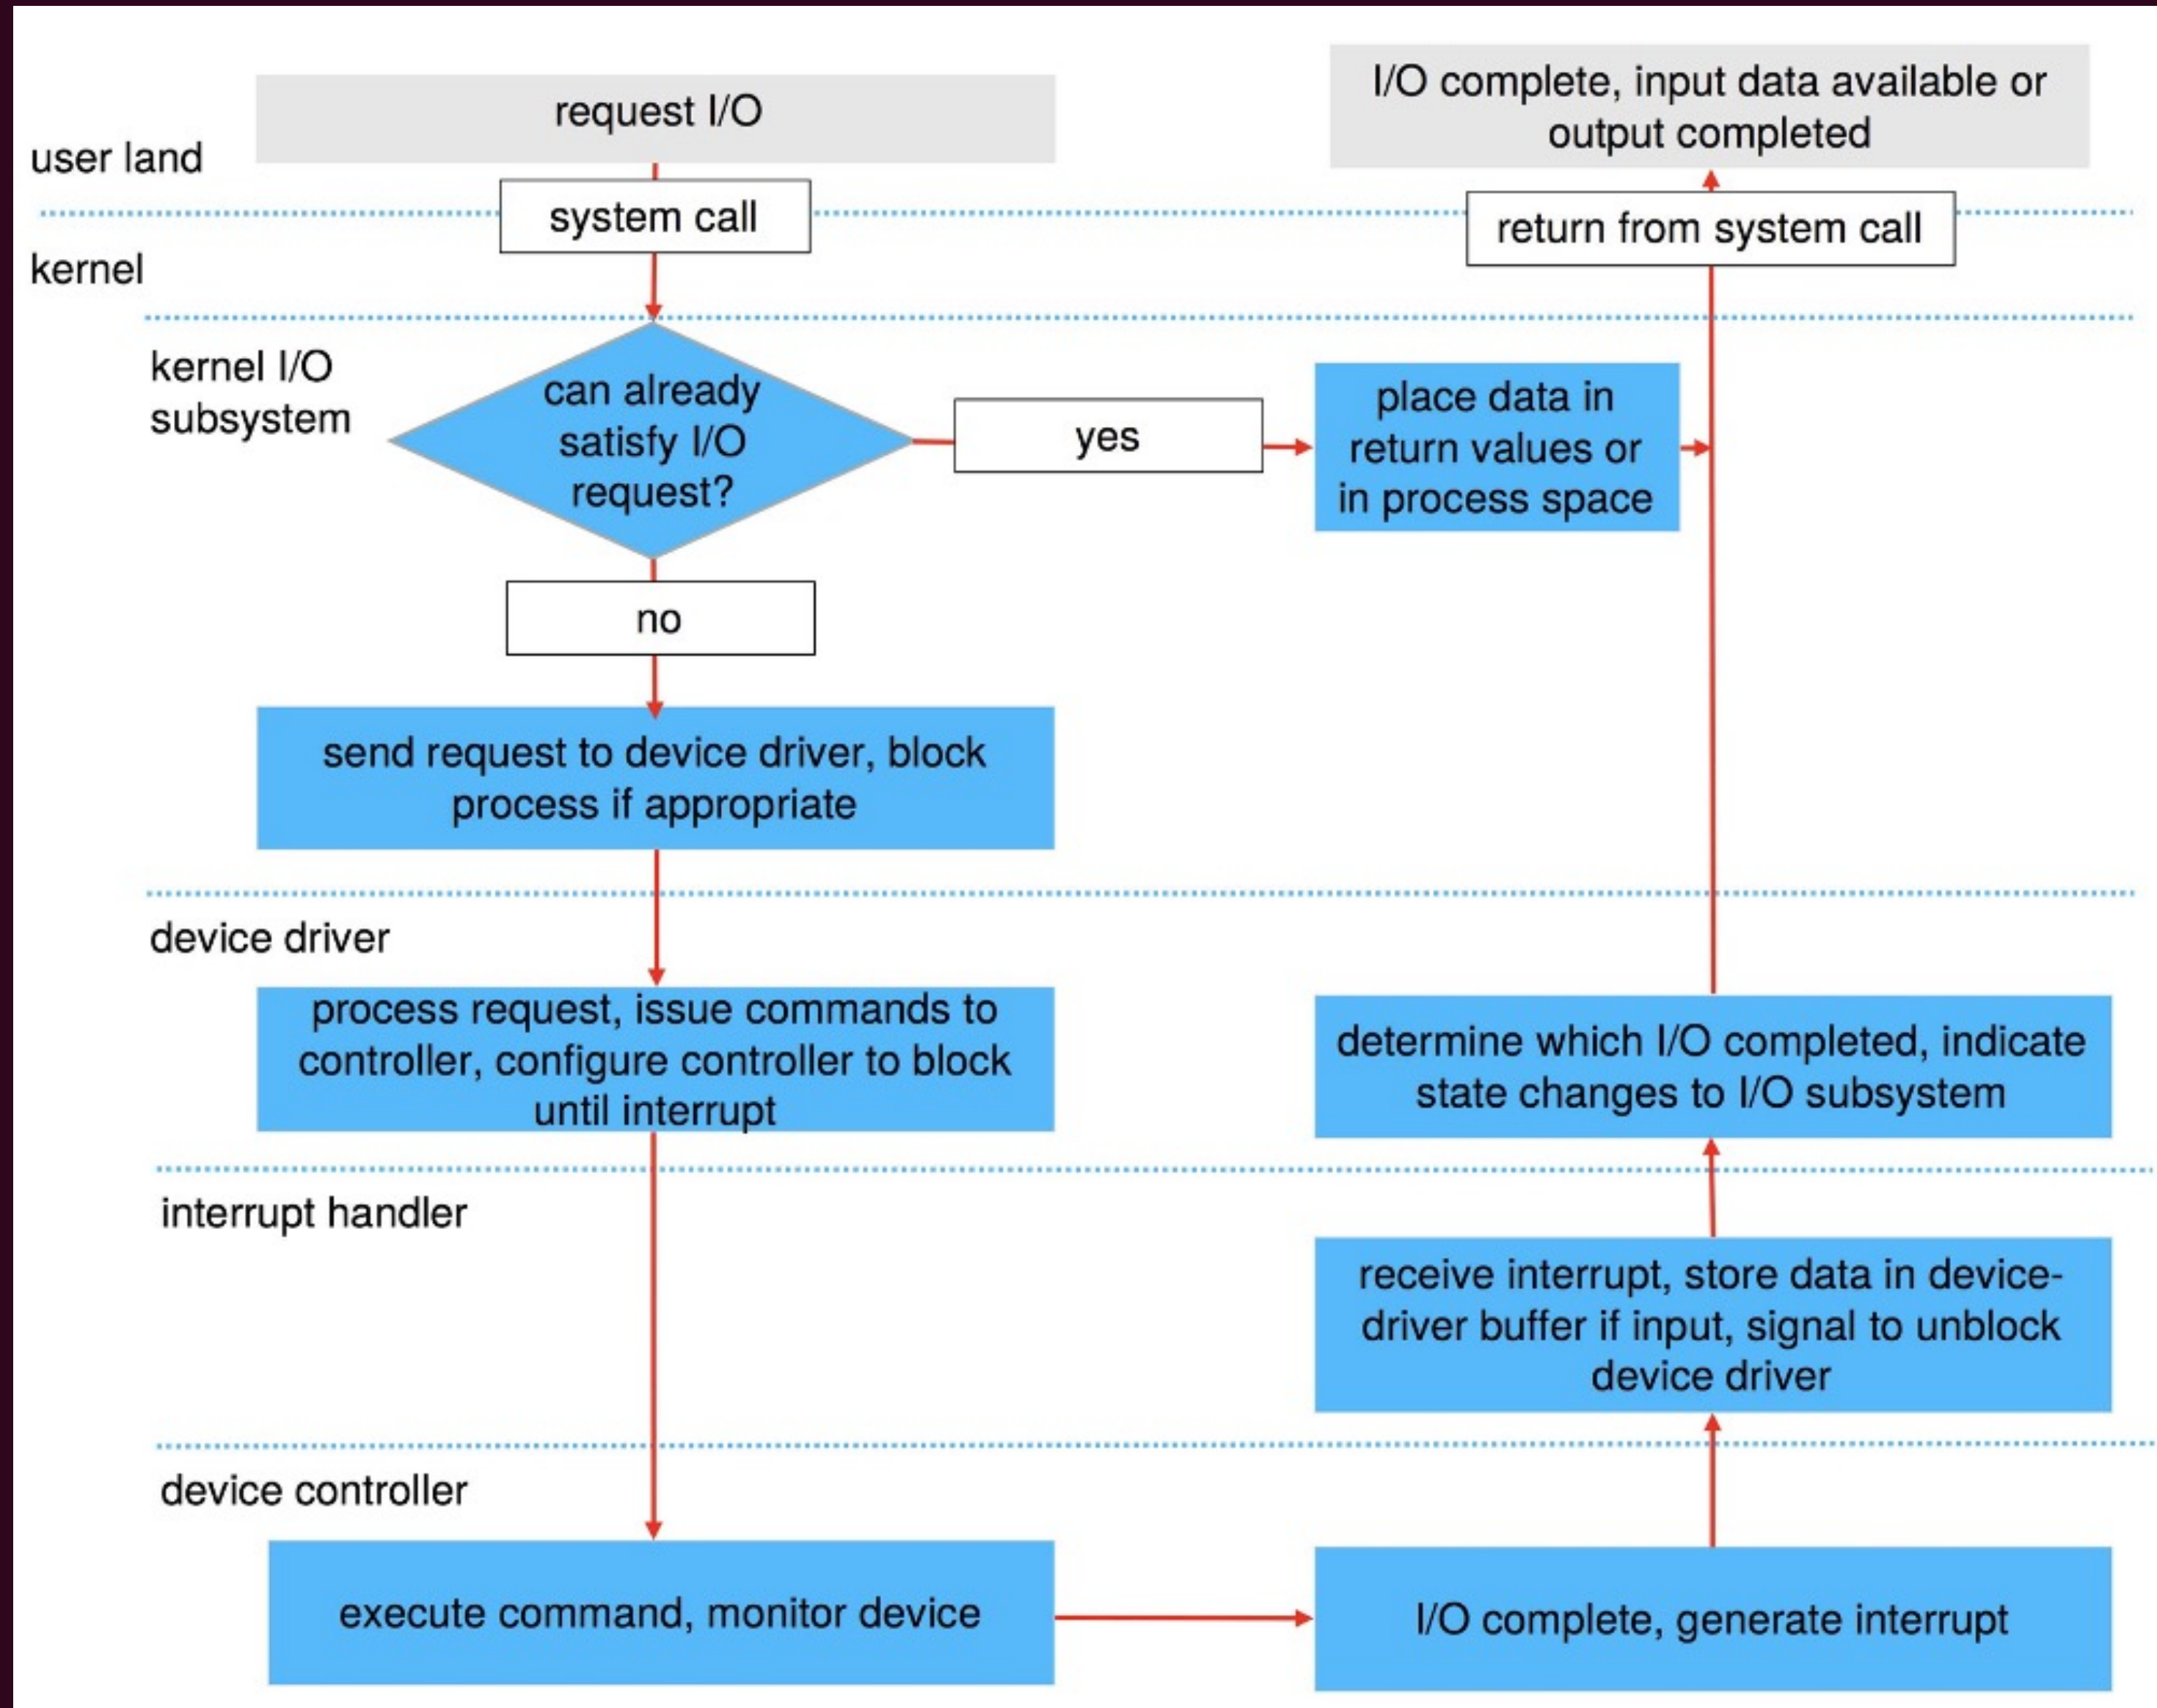 request I/O
I/O complete, input data available or
output completed
user land
system call
return from system call
kernel
kernel I/O
subsystem
can already
satisfy I/O
request?
yes
place data in
return values or
in process space
no
send request to device driver, block
process if appropriate
device driver
process request, issue commands to
controller, configure controller to block
until interrupt
determine which I/O completed, indicate
state changes to I/O subsystem
interrupt handler
receive interrupt, store data in device-
driver buffer if input, signal to unblock
device driver
device controller
execute command, monitor device
I/O complete, generate interrupt